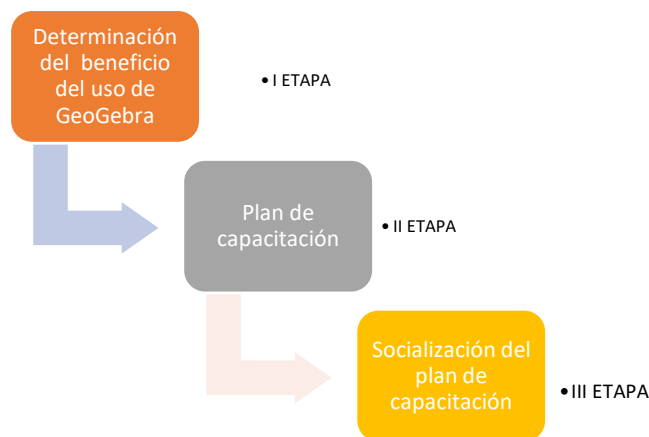 Determinación
del beneficio
del uso de
GeoGebra
• I ETAPA
Plan de
capacitación
• II ETAPA
Socialización del
plan de
capacitación
• III ETAPA